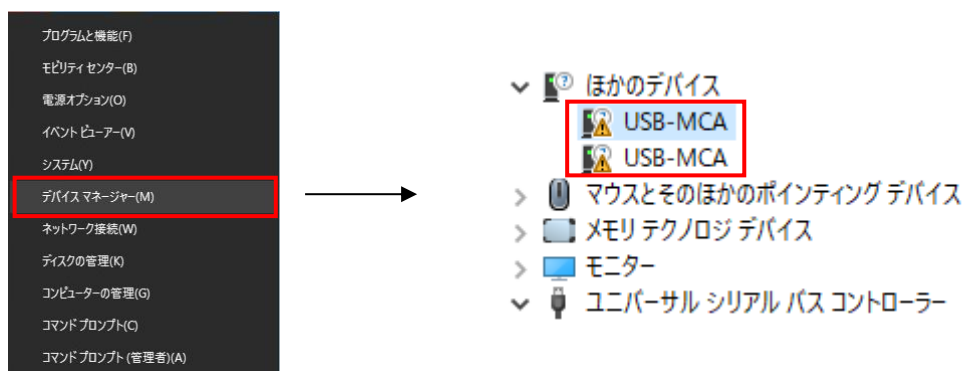 プログラムと機能(F)
モビリティ センター(B)
電源オプション(O)
イベント ビューアー(V)
システム(Y)
デバイス マネージャー(M)
ネットワーク接続(W)
ディスクの管理(K)
コンピューターの管理(G)
コマンド プロンプト(C)
コマンド プロンプト (管理者)(A)
ほかのデバイス
USB-MCA
USB-MCA
マウスとそのほかのポインティング デバイス
メモリ テクノロジ デバイス
モニター
ユニバーサル シリアル バス コントローラー